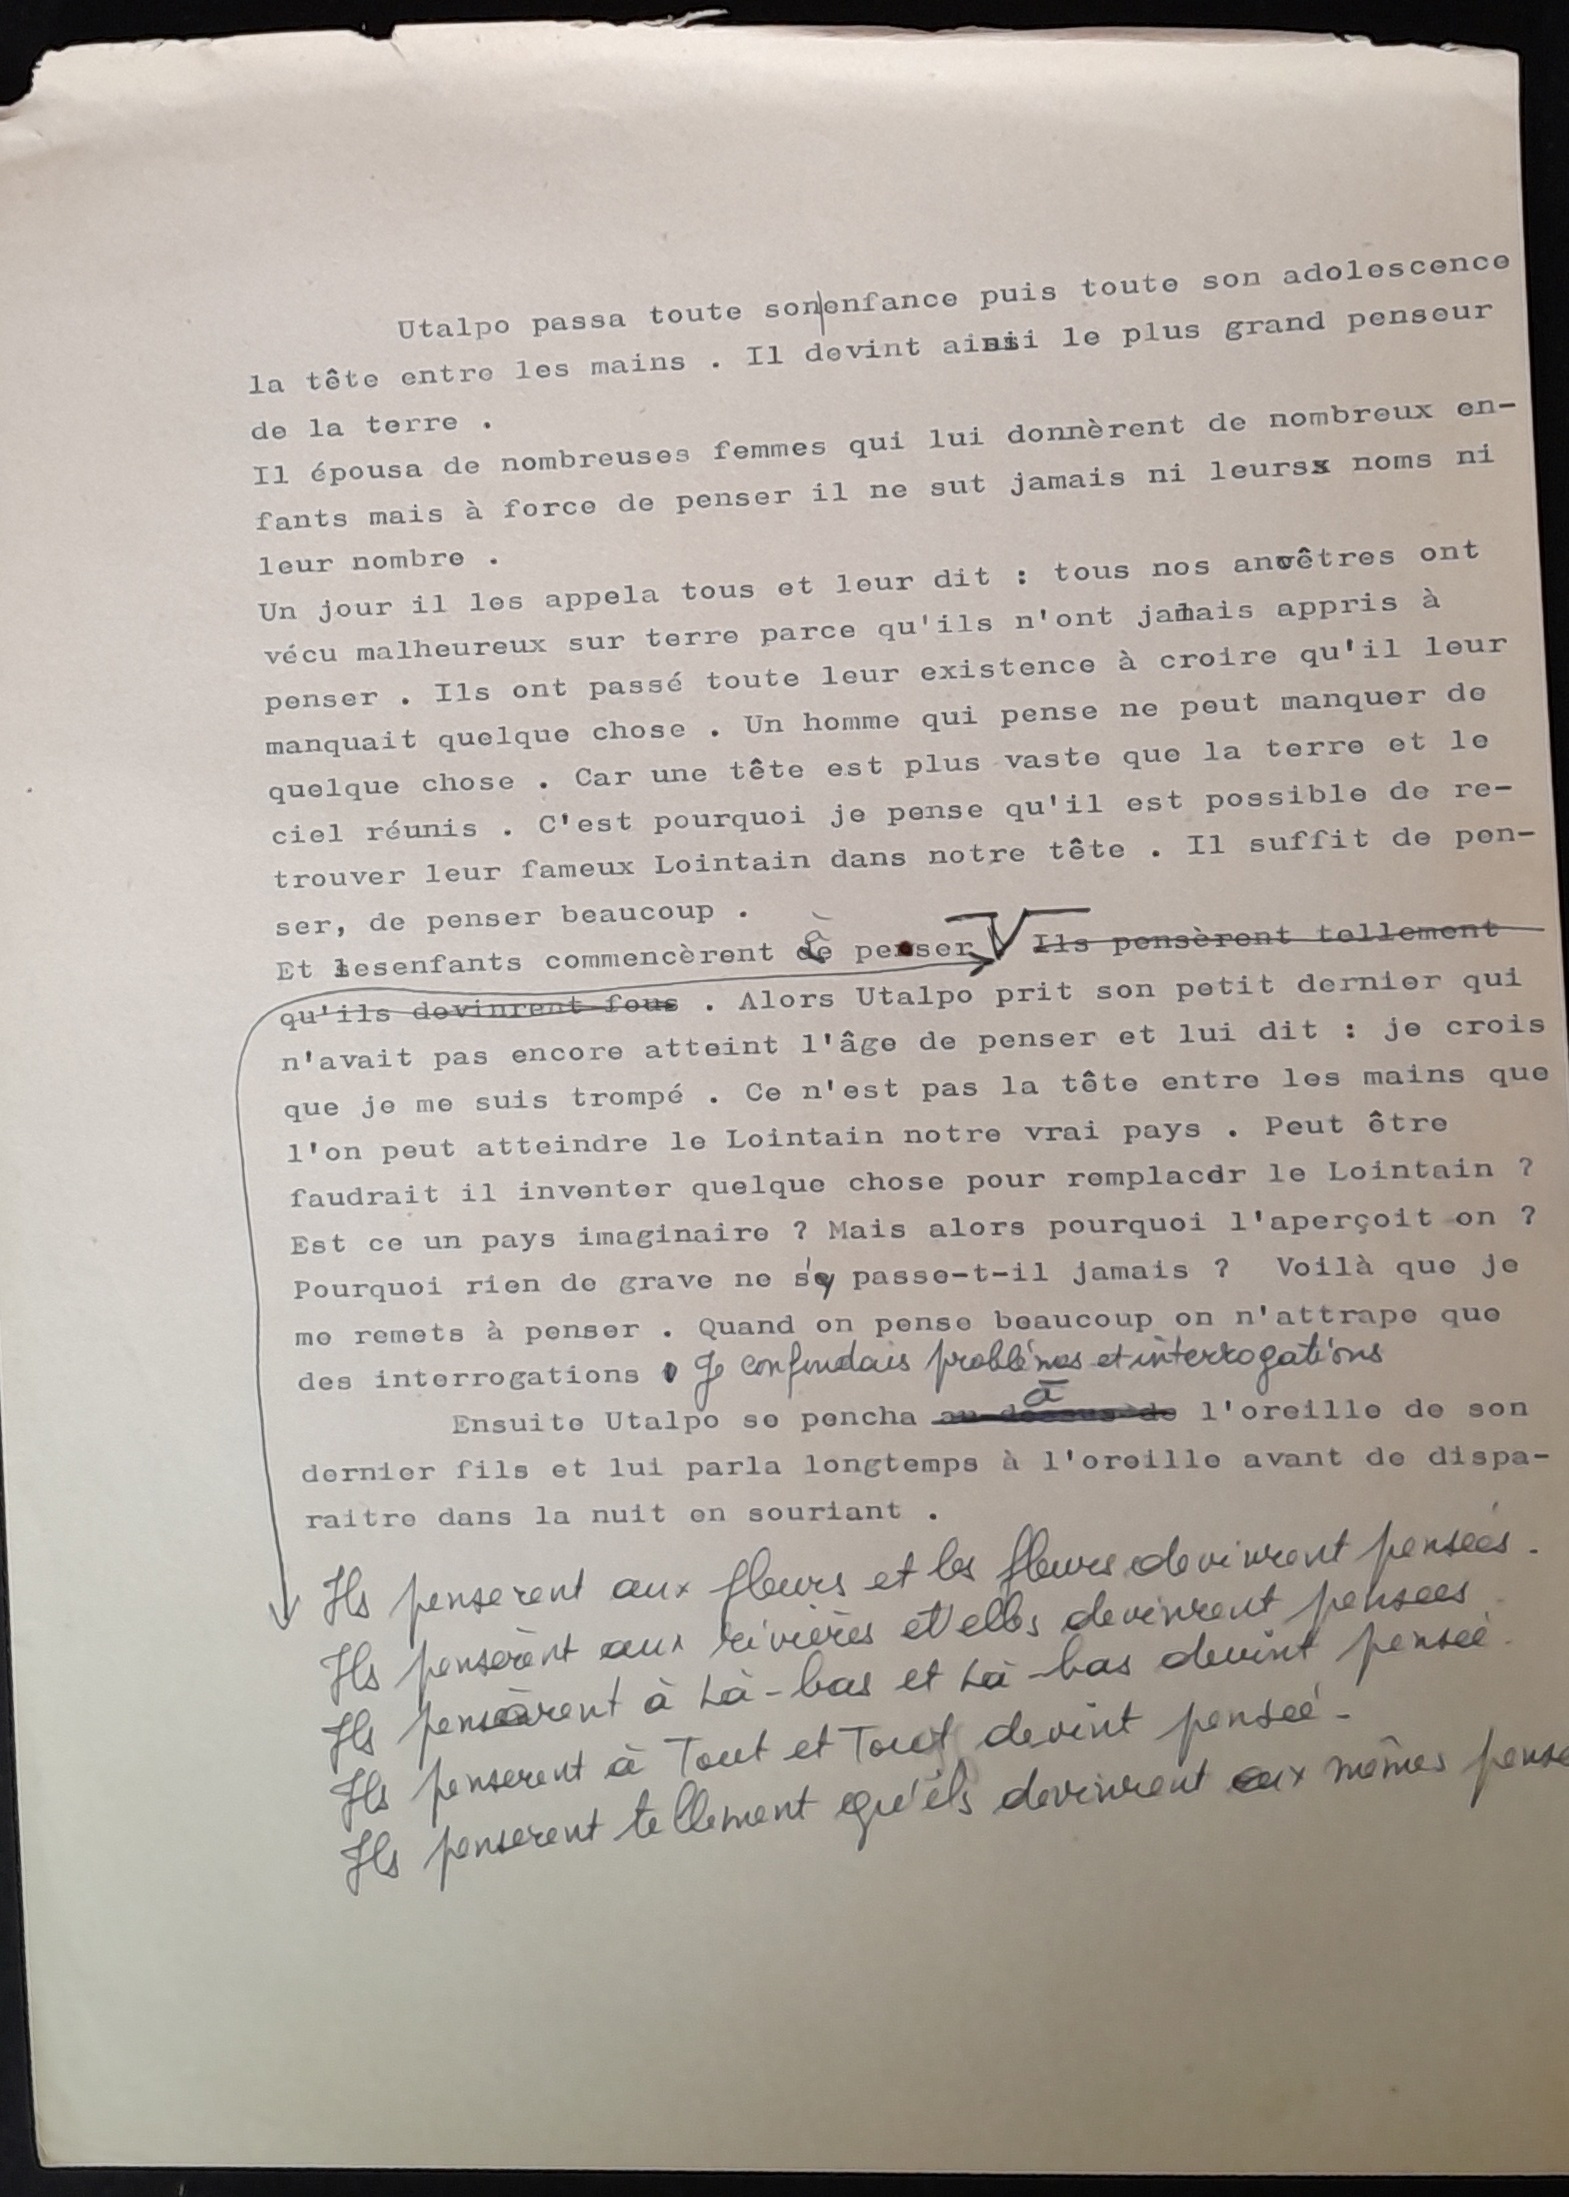 Utalpo passa toute son|enfance puis toute son adolescence
la tête entre les mains . Il devint ainsi le plus grand penseur
de la terre .
Il épousa de nombreuses femmes qui lui donnèrent de nombreux en-
fants mais à force de penser il ne sut jamais ni leursx noms ni
leur nombre .
Un jour il les appela tous et leur dit : tous nos ancêtres ont
vécu malheureux sur terre parce qu'ils n'ont jamais appris à
penser . Ils ont passé toute leur existence à croire qu'il leur
manquait quelque chose . Un homme qui pense ne peut manquer de
quelque chose . Car une tête est plus vaste que la terre et le
ciel réunis . C'est pourquoi je pense qu'il est possible de re-
trouver leur fameux Lointain dans notre tête . Il suffit de pen-
ser, de penser beaucoup .
à
Et lesenfants commencèrent de penser Ils pensèrent tellement
qu'ils devinrent fous . Alors Utalpo prit son petit dernier qui
n'avait pas encore atteint l'âge de penser et lui dit : je crois
que je me suis trompé . Ce n'est pas la tête entre les mains que
l'on peut atteindre le Lointain notre vrai pays . Peut être
faudrait il inventer quelque chose pour remplacer le Lointain ?
Est ce un pays imaginaire ? Mais alors pourquoi l'aperçoit on ?
Pourquoi rien de grave ne s'y passe-t-il jamais ? Voilà que je
me remets à penser . Quand on pense beaucoup on n'attrape que
des interrogations . Je confondais problémes et interrogations
à
Ensuite Utalpo se pencha au dessus de l'oreille de son
dernier fils et lui parla longtemps à l'oreille avant de dispa-
raitre dans la nuit en souriant .
Ils penserent aux fleurs et les fleurs devinrent pensées .
Ils pensèrent aux rivières et elles devinrent pensees
Ils pensèrent à Là-bas et Là-bas devint pensée .
Ils penserent à Tout et Tout devint pensée .
Ils penserent tellement qu'ils devinrent eux mêmes pense